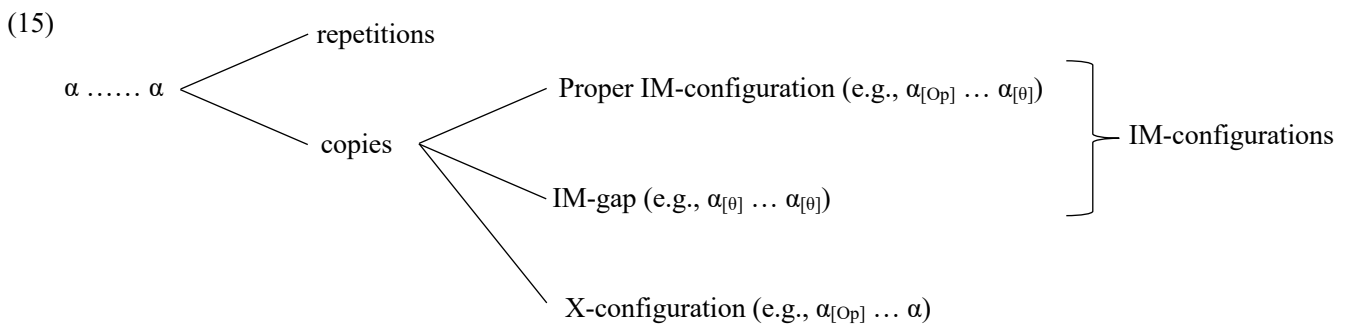 (15)
repetitions
α …… α
Proper IM-configuration (e.g., α[Op] … α[θ])
IM-configurations
copies
IM-gap (e.g., α[θ] … α[θ])
X-configuration (e.g., α[Op] … α)